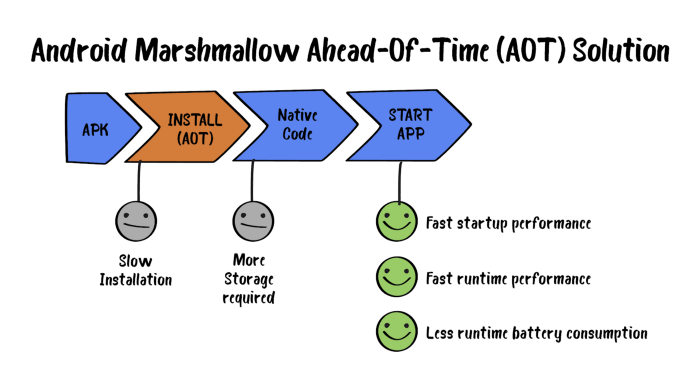 Android Marshmallow Ahead-Of-Time (AOT) Solution
APK
INSTALL
(AOT)
Native
Code
START
APP
Slow
Installation
More
Storage
required
Fast startup performance
Fast runtime performance
Less runtime battery consumption